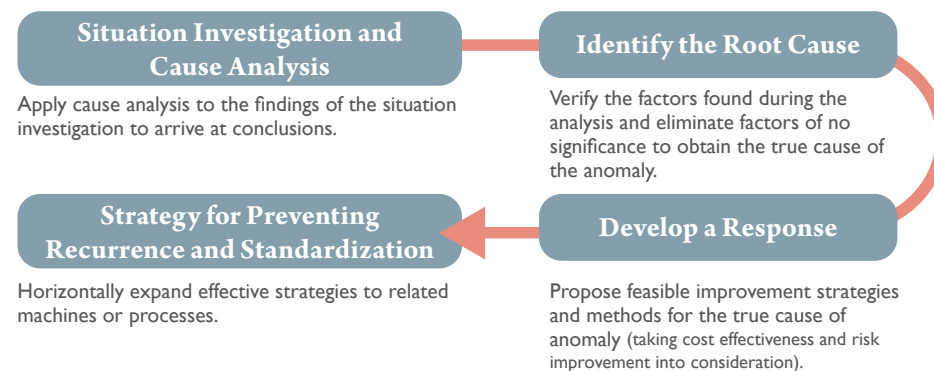 Situation Investigation and
Cause Analysis
Apply cause analysis to the findings of the situation
investigation to arrive at conclusions.
Identify the Root Cause
Verify the factors found during the
analysis and eliminate factors of no
significance to obtain the true cause of
the anomaly.
Develop a Response
Propose feasible improvement strategies
and methods for the true cause of
anomaly (taking cost effectiveness and risk
improvement into consideration).
Strategy for Preventing
Recurrence and Standardization
Horizontally expand effective strategies to related
machines or processes.